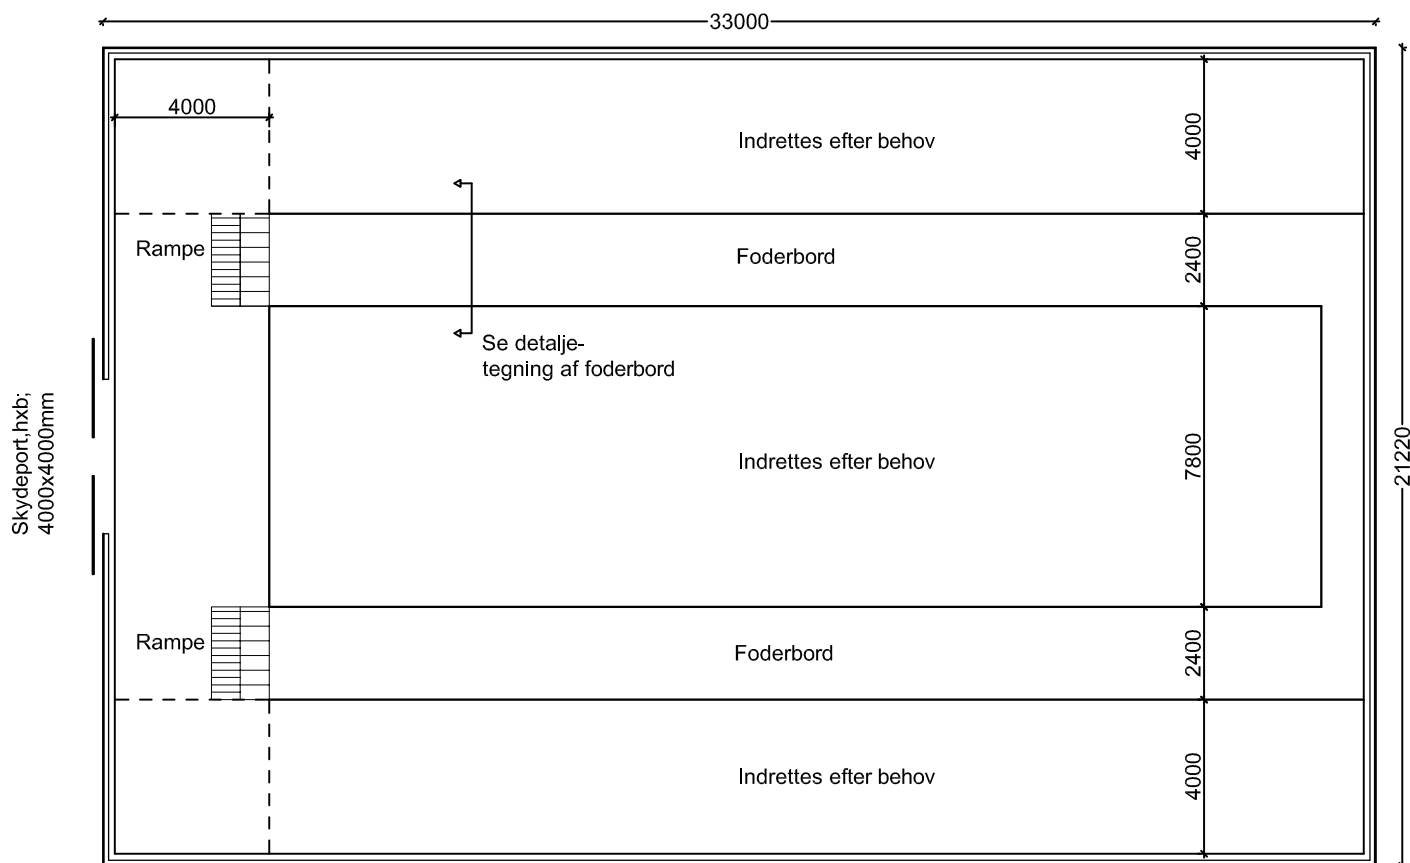 33000
4000
Indrettes efter behov
4000
Rampe
Foderbord
2400
Se detalje-
tegning af foderbord
Skydeport,hxb;
4000x4000mm
Indrettes efter behov
7800
21220
Rampe
Foderbord
2400
Indrettes efter behov
4000